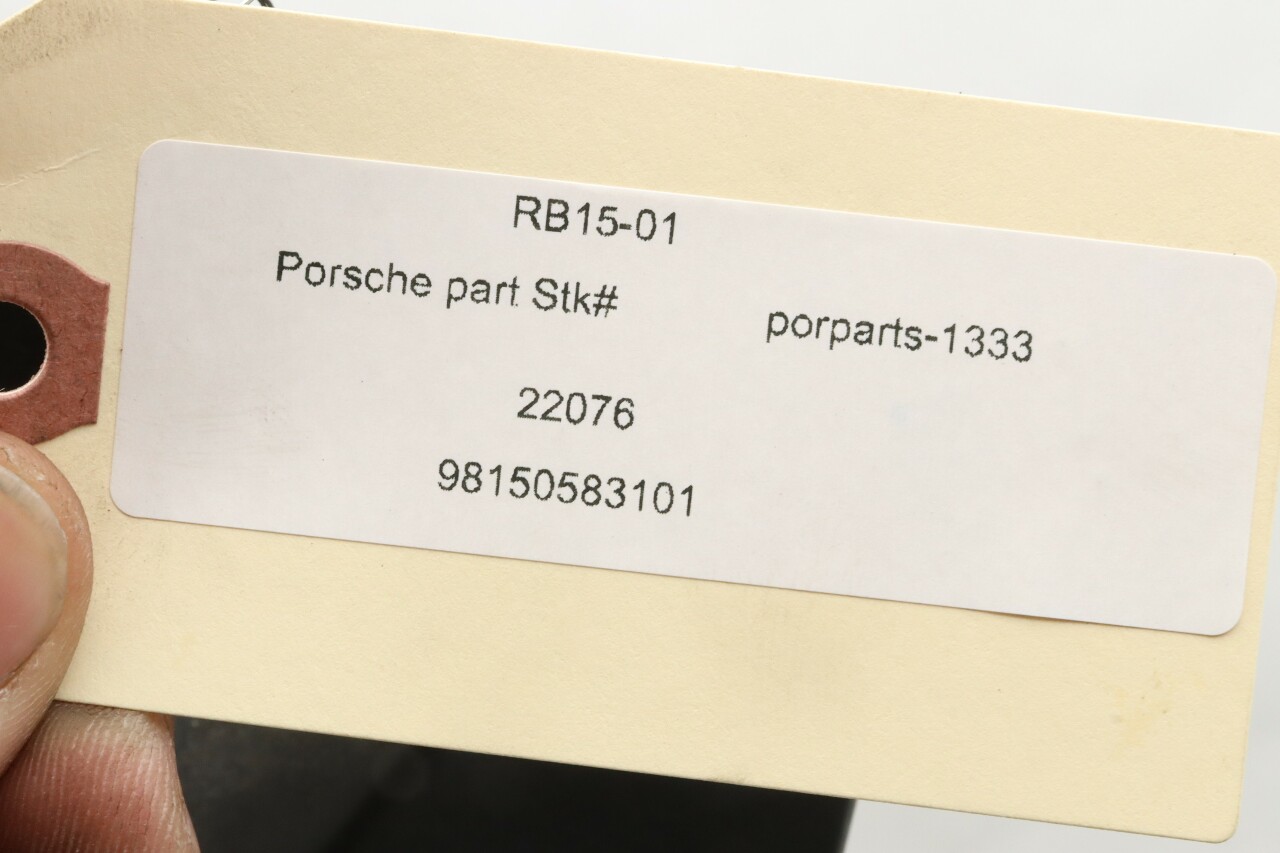 RB15-01
Porsche part Stk# porparts-1333
22076
98150583101